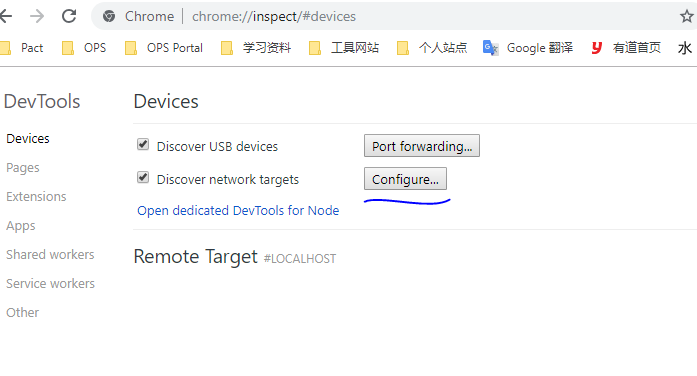 Chrome | chrome://inspect/#devices
Pact OPS OPS Portal 学习资料 工具网站 个人站点 Google 翻译 y 有道首页 水
DevTools
Devices
Pages
Extensions
Apps
Shared workers
Service workers
Other
Devices
Discover USB devices Port forwarding...
Discover network targets Configure...
Open dedicated DevTools for Node
Remote Target #LOCALHOST